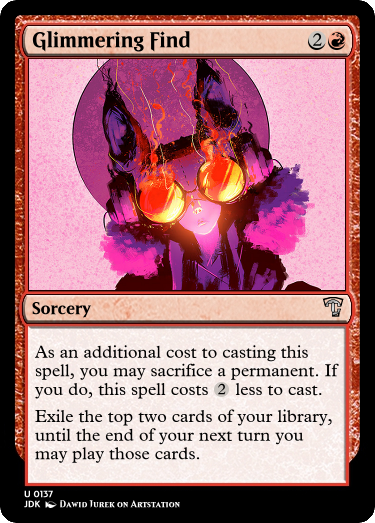 Glimmering Find 2
Sorcery
As an additional cost to casting this
spell, you may sacrifice a permanent. If
you do, this spell costs 2 less to cast.
Exile the top two cards of your library,
until the end of your next turn you
may play those cards.
U 0137
JDK Dawid Jurek on Artstation